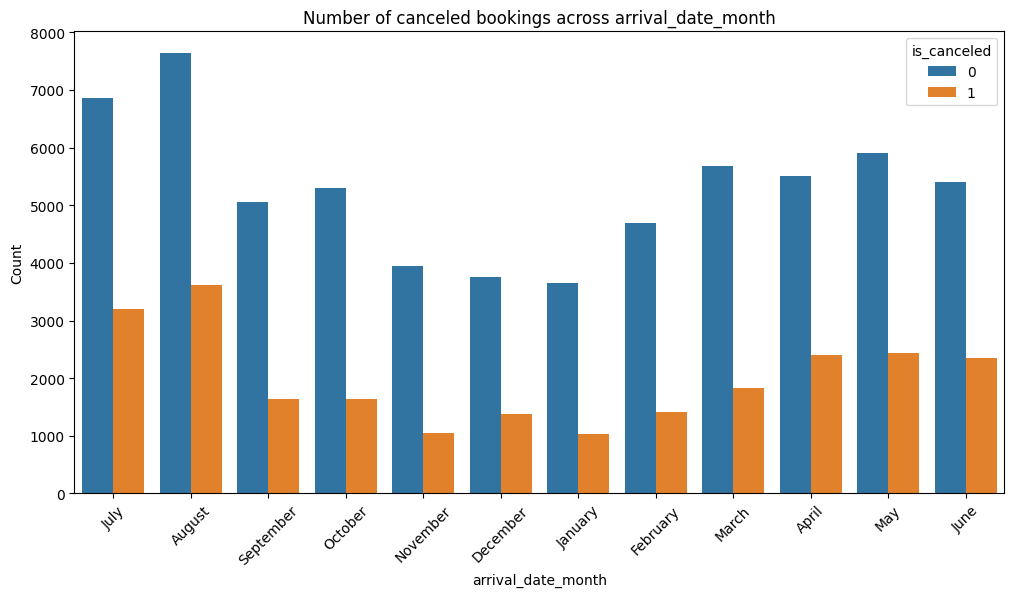 Number of canceled bookings across arrival_date_month
is_canceled
0
1
Count
8000
7000
6000
5000
4000
3000
2000
1000
0
July
August
September
October
November
December
January
February
March
April
May
June
arrival_date_month